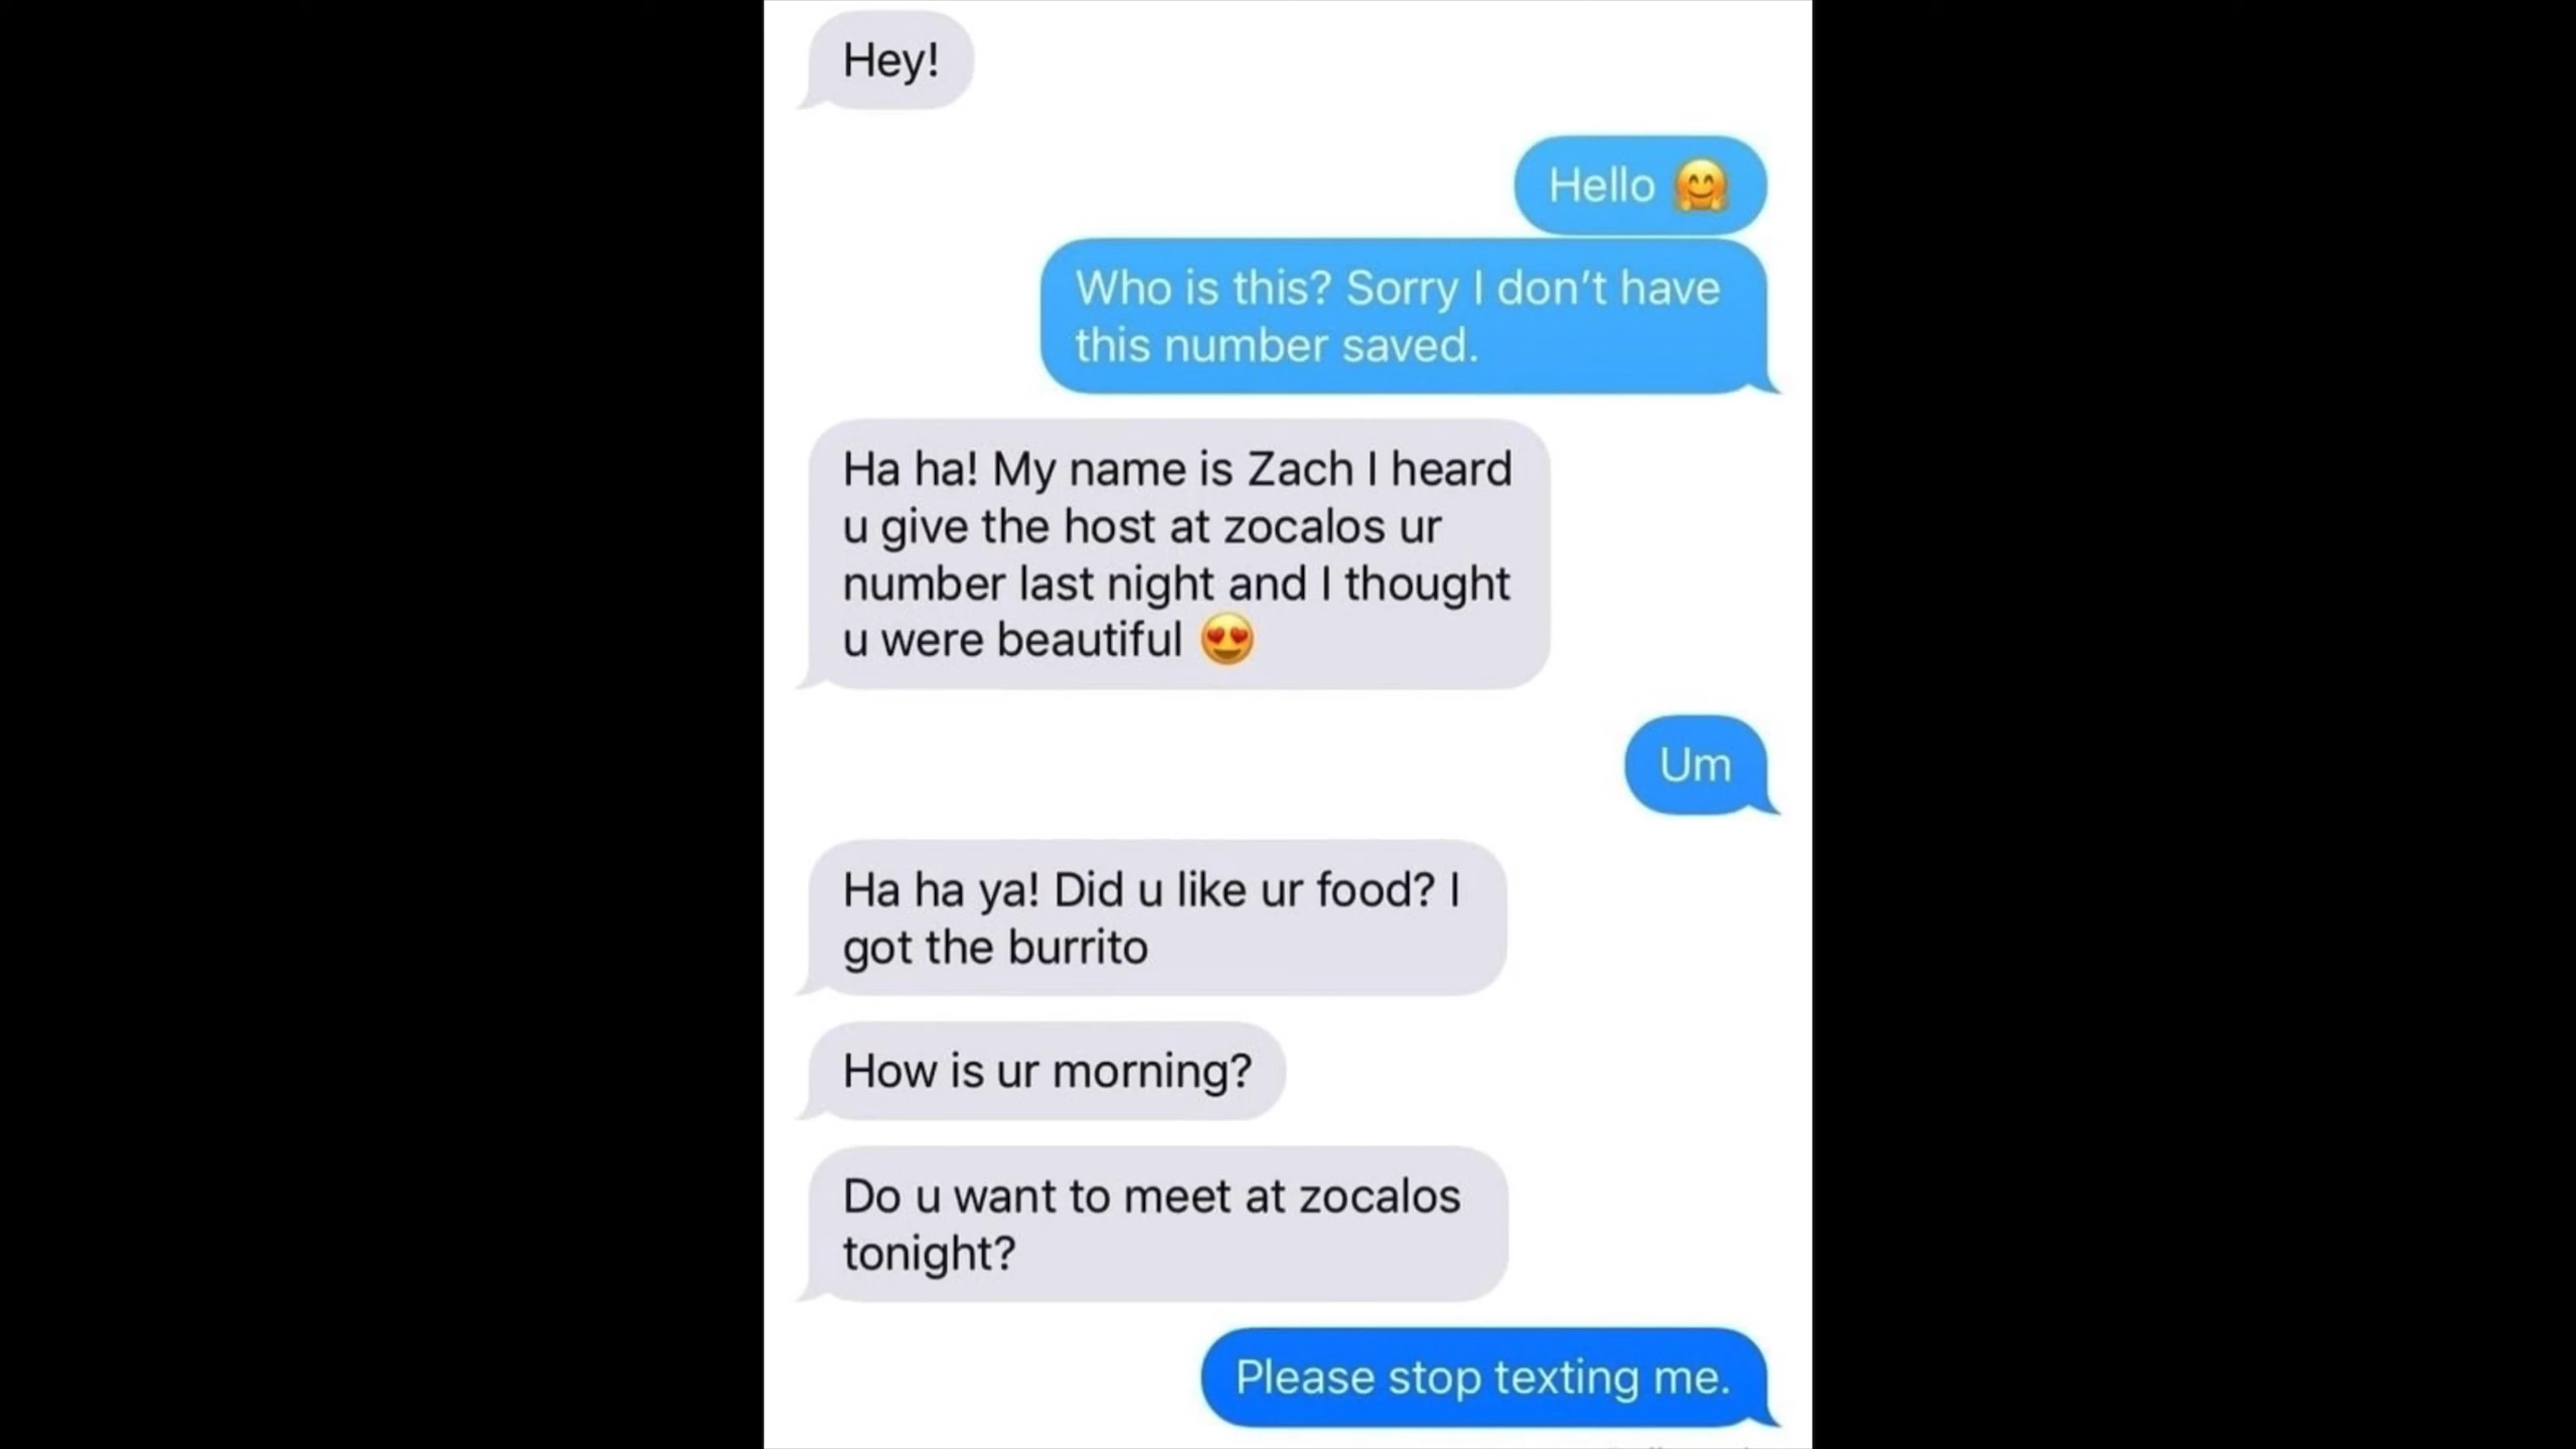 Hey!
Hello 🤗
Who is this? Sorry I don’t have
this number saved.
Ha ha! My name is Zach I heard
u give the host at zocalos ur
number last night and I thought
u were beautiful 😍
Um
Ha ha ya! Did u like ur food? I
got the burrito
How is ur morning?
Do u want to meet at zocalos
tonight?
Please stop texting me.